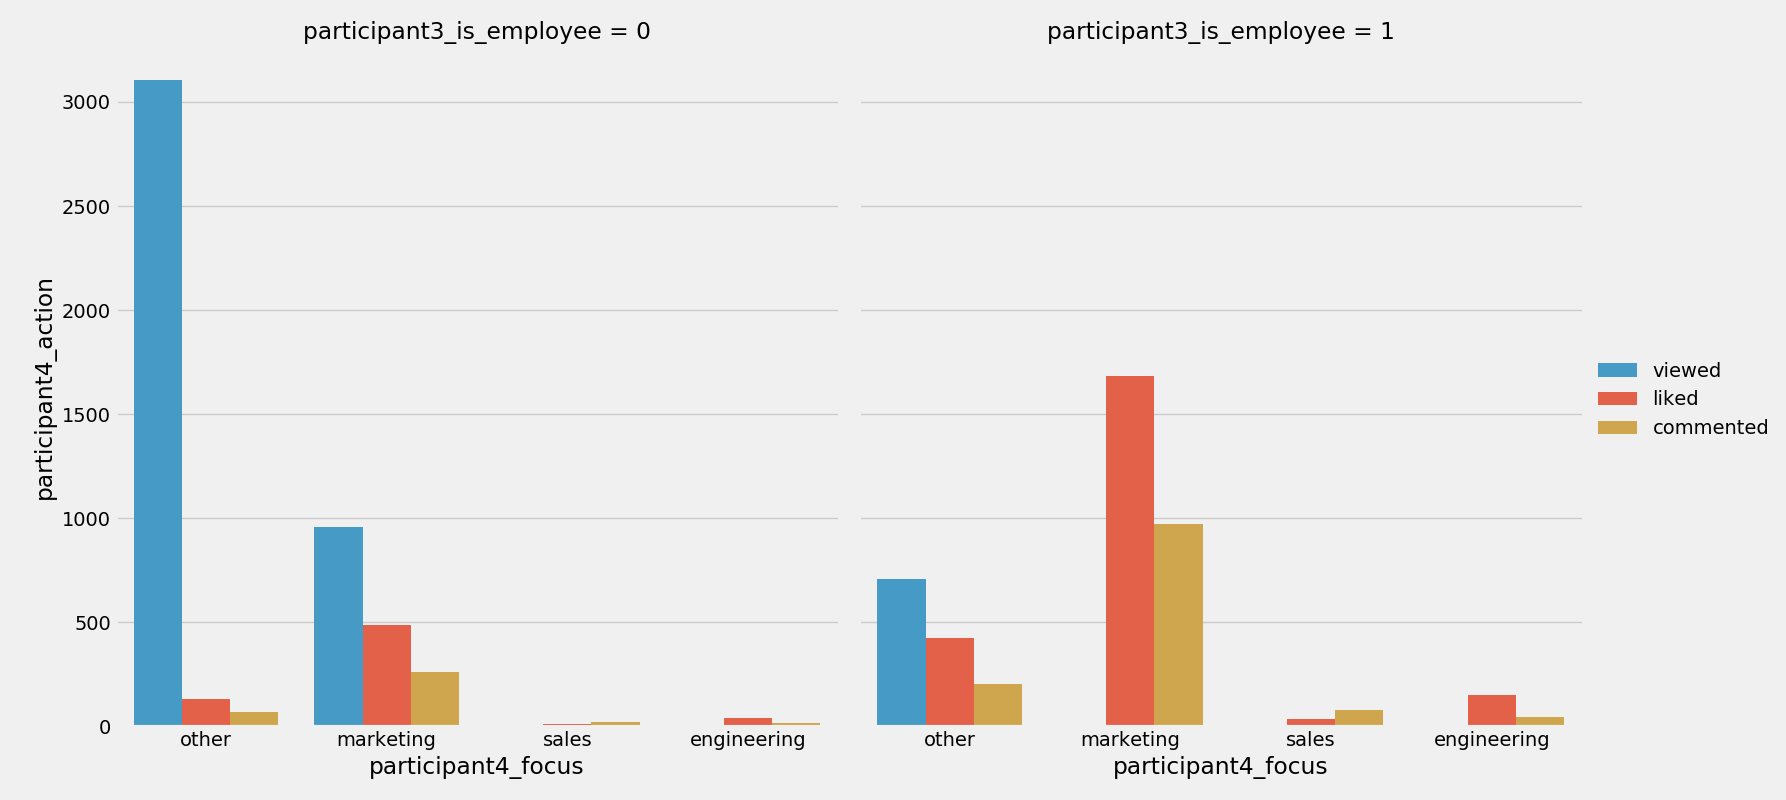 participant3_is_employee = 0
participant3_is_employee = 1
participant4_action
3000
2500
2000
1500
1000
500
0
other marketing sales engineering
other marketing sales engineering
participant4_focus
participant4_focus
viewed
liked
commented